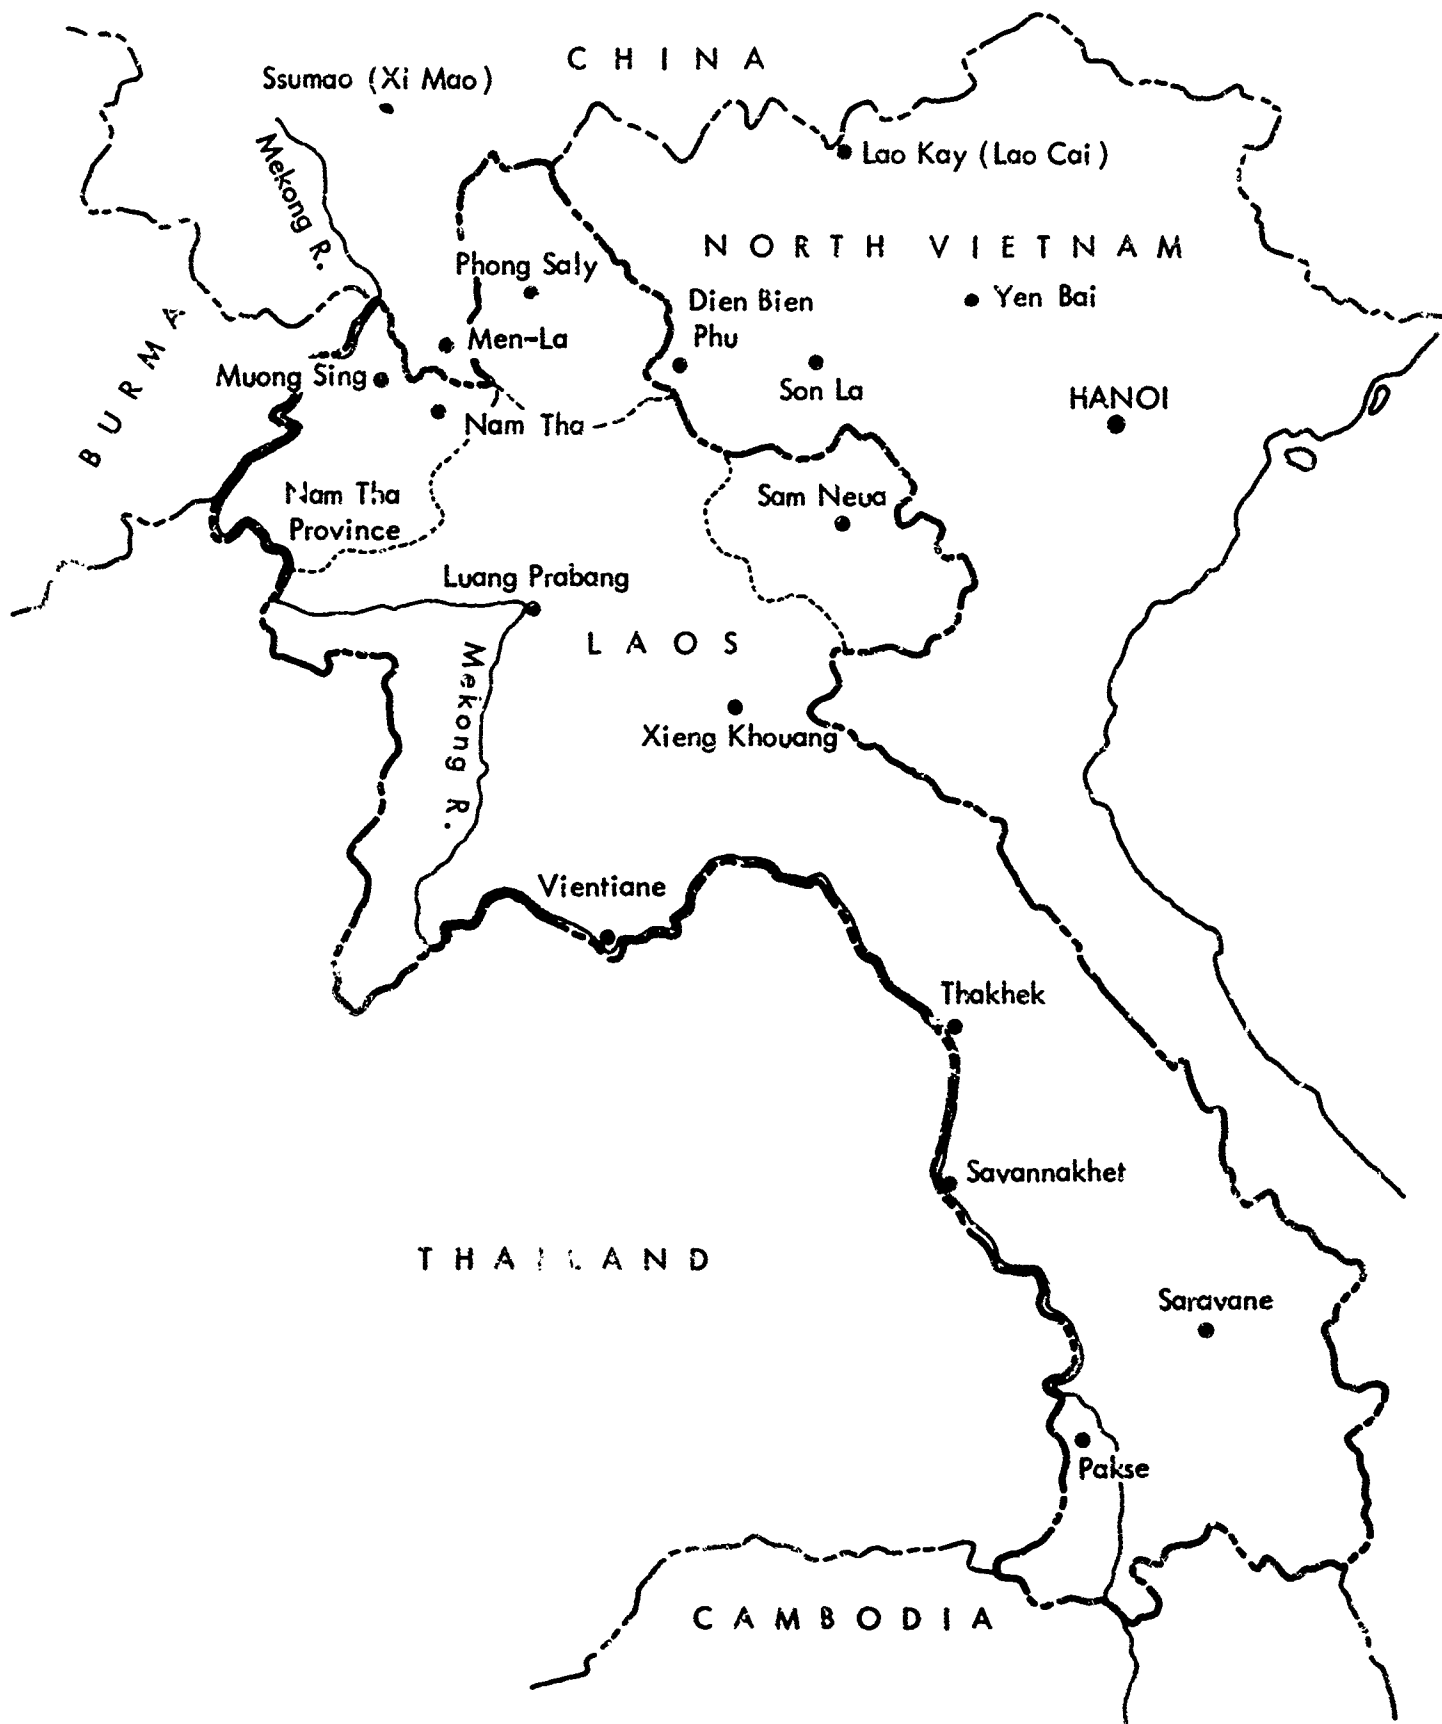 CHINA
Ssumao (Xi Mao)
Mekong R.
Lao Kay (Lao Cai)
NORTH VIETNAM
Phong Saly
Dien Bien
Phu
Yen Bai
BURMA
Men-La
Muong Sing
Son La
HANOI
Nam Tha
Nam Tha
Province
Sam Neua
Luang Prabang
LAOS
Mekong R.
Xieng Khouang
Vientiane
Thakhek
Savannakhet
THAILAND
Saravane
Pakse
CAMBODIA